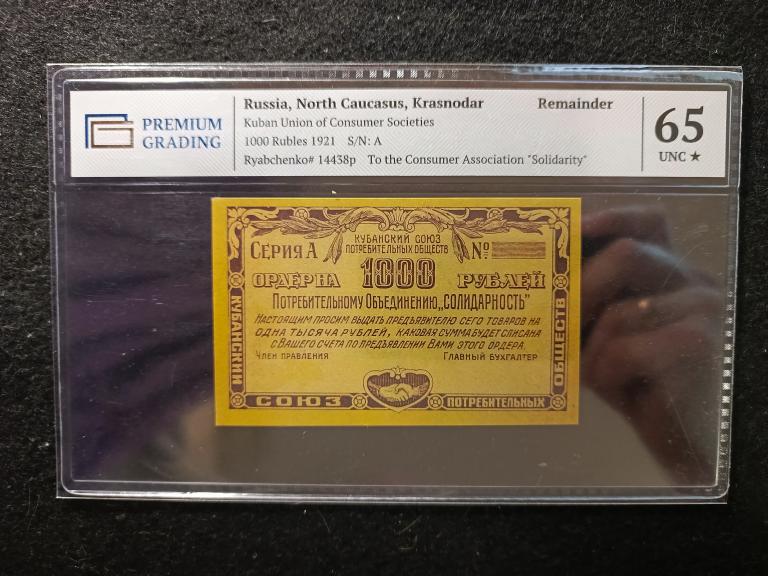 PREMIUM
GRADING
Russia, North Caucasus, Krasnodar Remainder
Kuban Union of Consumer Societies
1000 Rubles 1921 S/N: A
Ryabchenko# 14438p To the Consumer Association "Solidarity"
65
UNC ★
КУБАНСКИЙ СОЮЗ
ПОТРЕБИТЕЛЬНЫХ ОБЩЕСТВ
СЕРИЯ А №
ОРДЕР НА 1000 РУБЛЕЙ
ПОТРЕБИТЕЛЬНОМУ ОБЪЕДИНЕНИЮ „СОЛИДАРНОСТЬ"
НАСТОЯЩИМ ПРОСИМ ВЫДАТЬ ПРЕДЪЯВИТЕЛЮ СЕГО ТОВАРОВ НА
ОДНА ТЫСЯЧА РУБЛЕЙ, КАКОВАЯ СУММА БУДЕТ СПИСАНА
С ВАШЕГО СЧЕТА ПО ПРЕДЪЯВЛЕНИИ ВАМИ ЭТОГО ОРДЕРА.
ЧЛЕН ПРАВЛЕНИЯ ГЛАВНЫЙ БУХГАЛТЕР
КУБАНСКИЙ
СОЮЗ
ПОТРЕБИТЕЛЬНЫХ
ОБЩЕСТВ